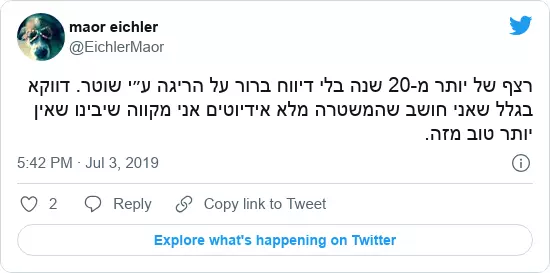 maor eichler
@EichlerMaor
רצף של יותר מ-20 שנה בלי דיווח ברור על הריגה ע״י שוטר. דווקא
בגלל שאני חושב שהמשטרה מלא אידיוטים אני מקווה שיבינו שאין
יותר טוב מזה.
5:42 PM · Jul 3, 2019
2 Reply Copy link to Tweet
Explore what's happening on Twitter